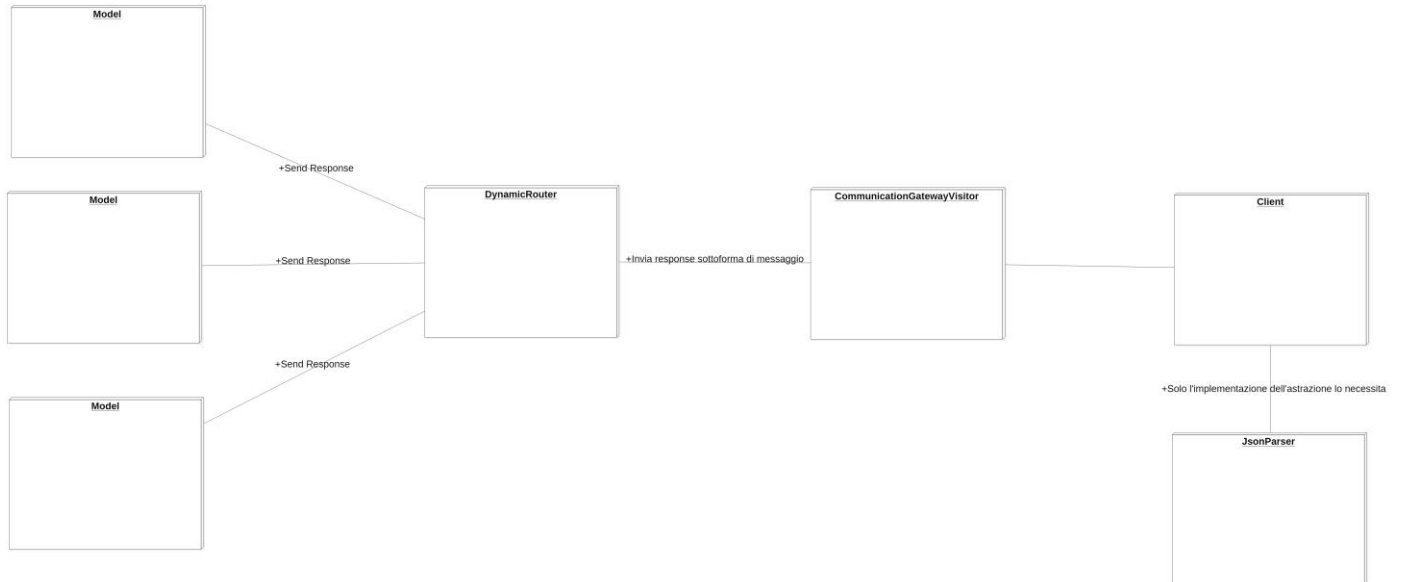 Model
+Send Response
Model
DynamicRouter
CommunicationGatewayVisitor
Client
+Send Response
+Invia response sottoforma di messaggio
+Send Response
+Solo l'implementazione dell'astrazione lo necessita
Model
JsonParser